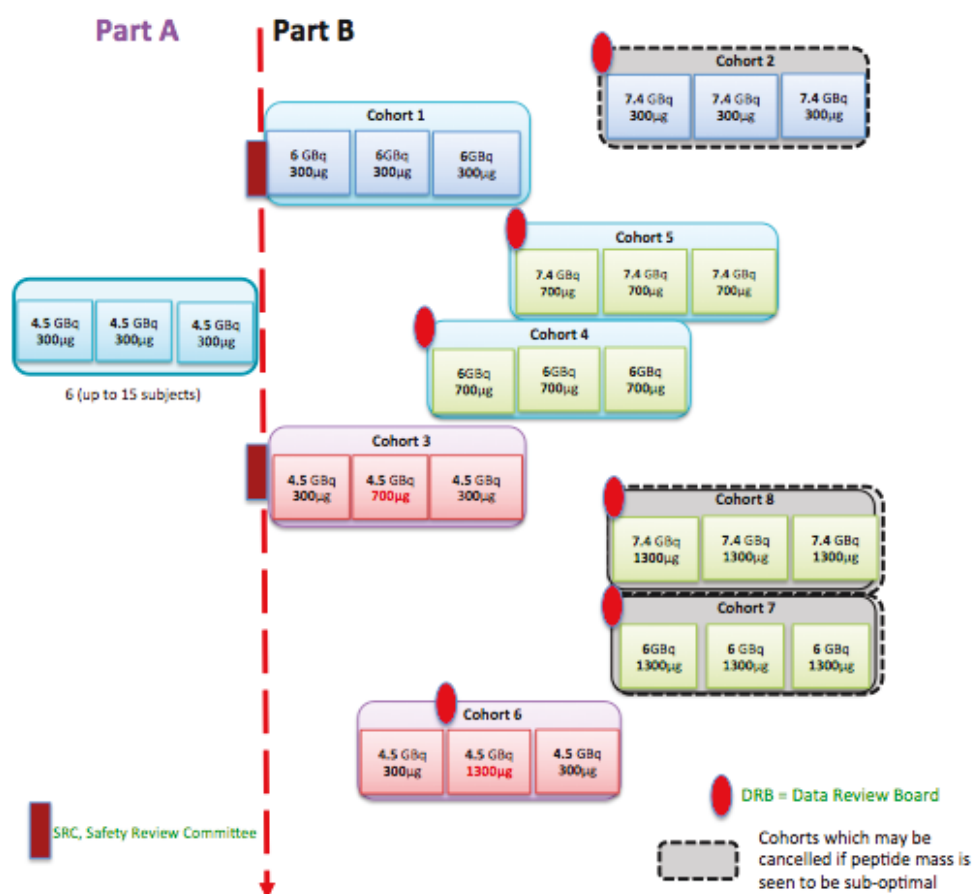 Part A
Part B
Cohort 2
7.4 GBq 7.4 GBq 7.4 GBq
300µg 300µg 300µg
Cohort 1
6 GBq 6GBq 6GBq
300µg 300µg 300µg
Cohort 5
7.4 GBq 7.4 GBq 7.4 GBq
700µg 700µg 700µg
4.5 GBq 4.5 GBq 4.5 GBq
300µg 300µg 300µg
6 (up to 15 subjects)
Cohort 4
6GBq 6GBq 6GBq
700µg 700µg 700µg
Cohort 3
4.5 GBq 4.5 GBq 4.5 GBq
300µg 700µg 300µg
Cohort 8
7.4 GBq 7.4 GBq 7.4 GBq
1300µg 1300µg 1300µg
Cohort 7
6GBq 6 GBq 6 GBq
1300µg 1300µg 1300µg
Cohort 6
4.5 GBq 4.5 GBq 4.5 GBq
300µg 1300µg 300µg
SRC, Safety Review Committee
DRB = Data Review Board
Cohorts which may be
cancelled if peptide mass is
seen to be sub-optimal